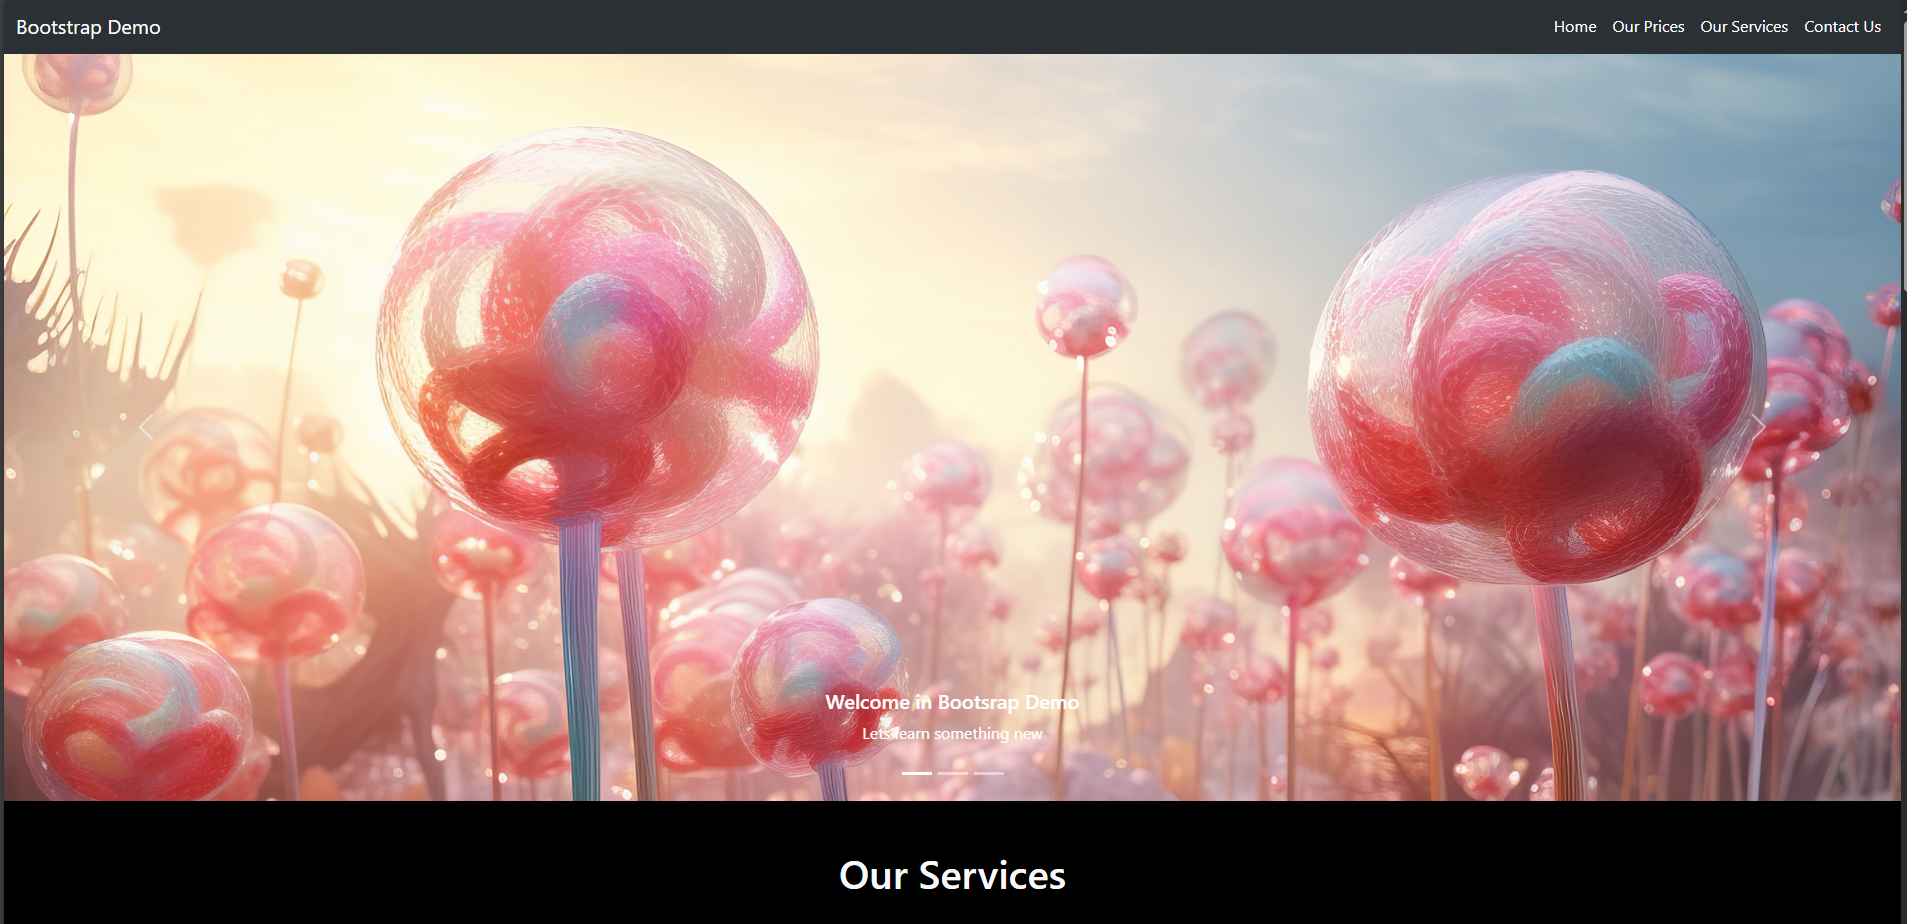 Bootstrap Demo
Home Our Prices Our Services Contact Us
Welcome in Bootsrap Demo
Lets learn something new
Our Services